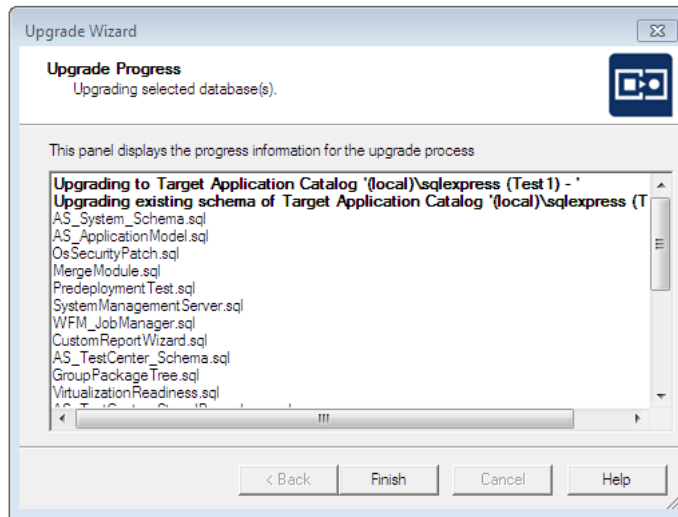 Upgrade Wizard
Upgrade Progress
Upgrading selected database(s).
This panel displays the progress information for the upgrade process
Upgrading to Target Application Catalog '(local)\sqlexpress (Test1) - '
Upgrading existing schema of Target Application Catalog '(local)\sqlexpress (T
AS_System_Schema.sql
AS_ApplicationModel.sql
OsSecurityPatch.sql
MergeModule.sql
PredeploymentTest.sql
SystemManagementServer.sql
WFM_JobManager.sql
CustomReportWizard.sql
AS_TestCenter_Schema.sql
GroupPackageTree.sql
VirtualizationReadiness.sql
< Back
Finish
Cancel
Help